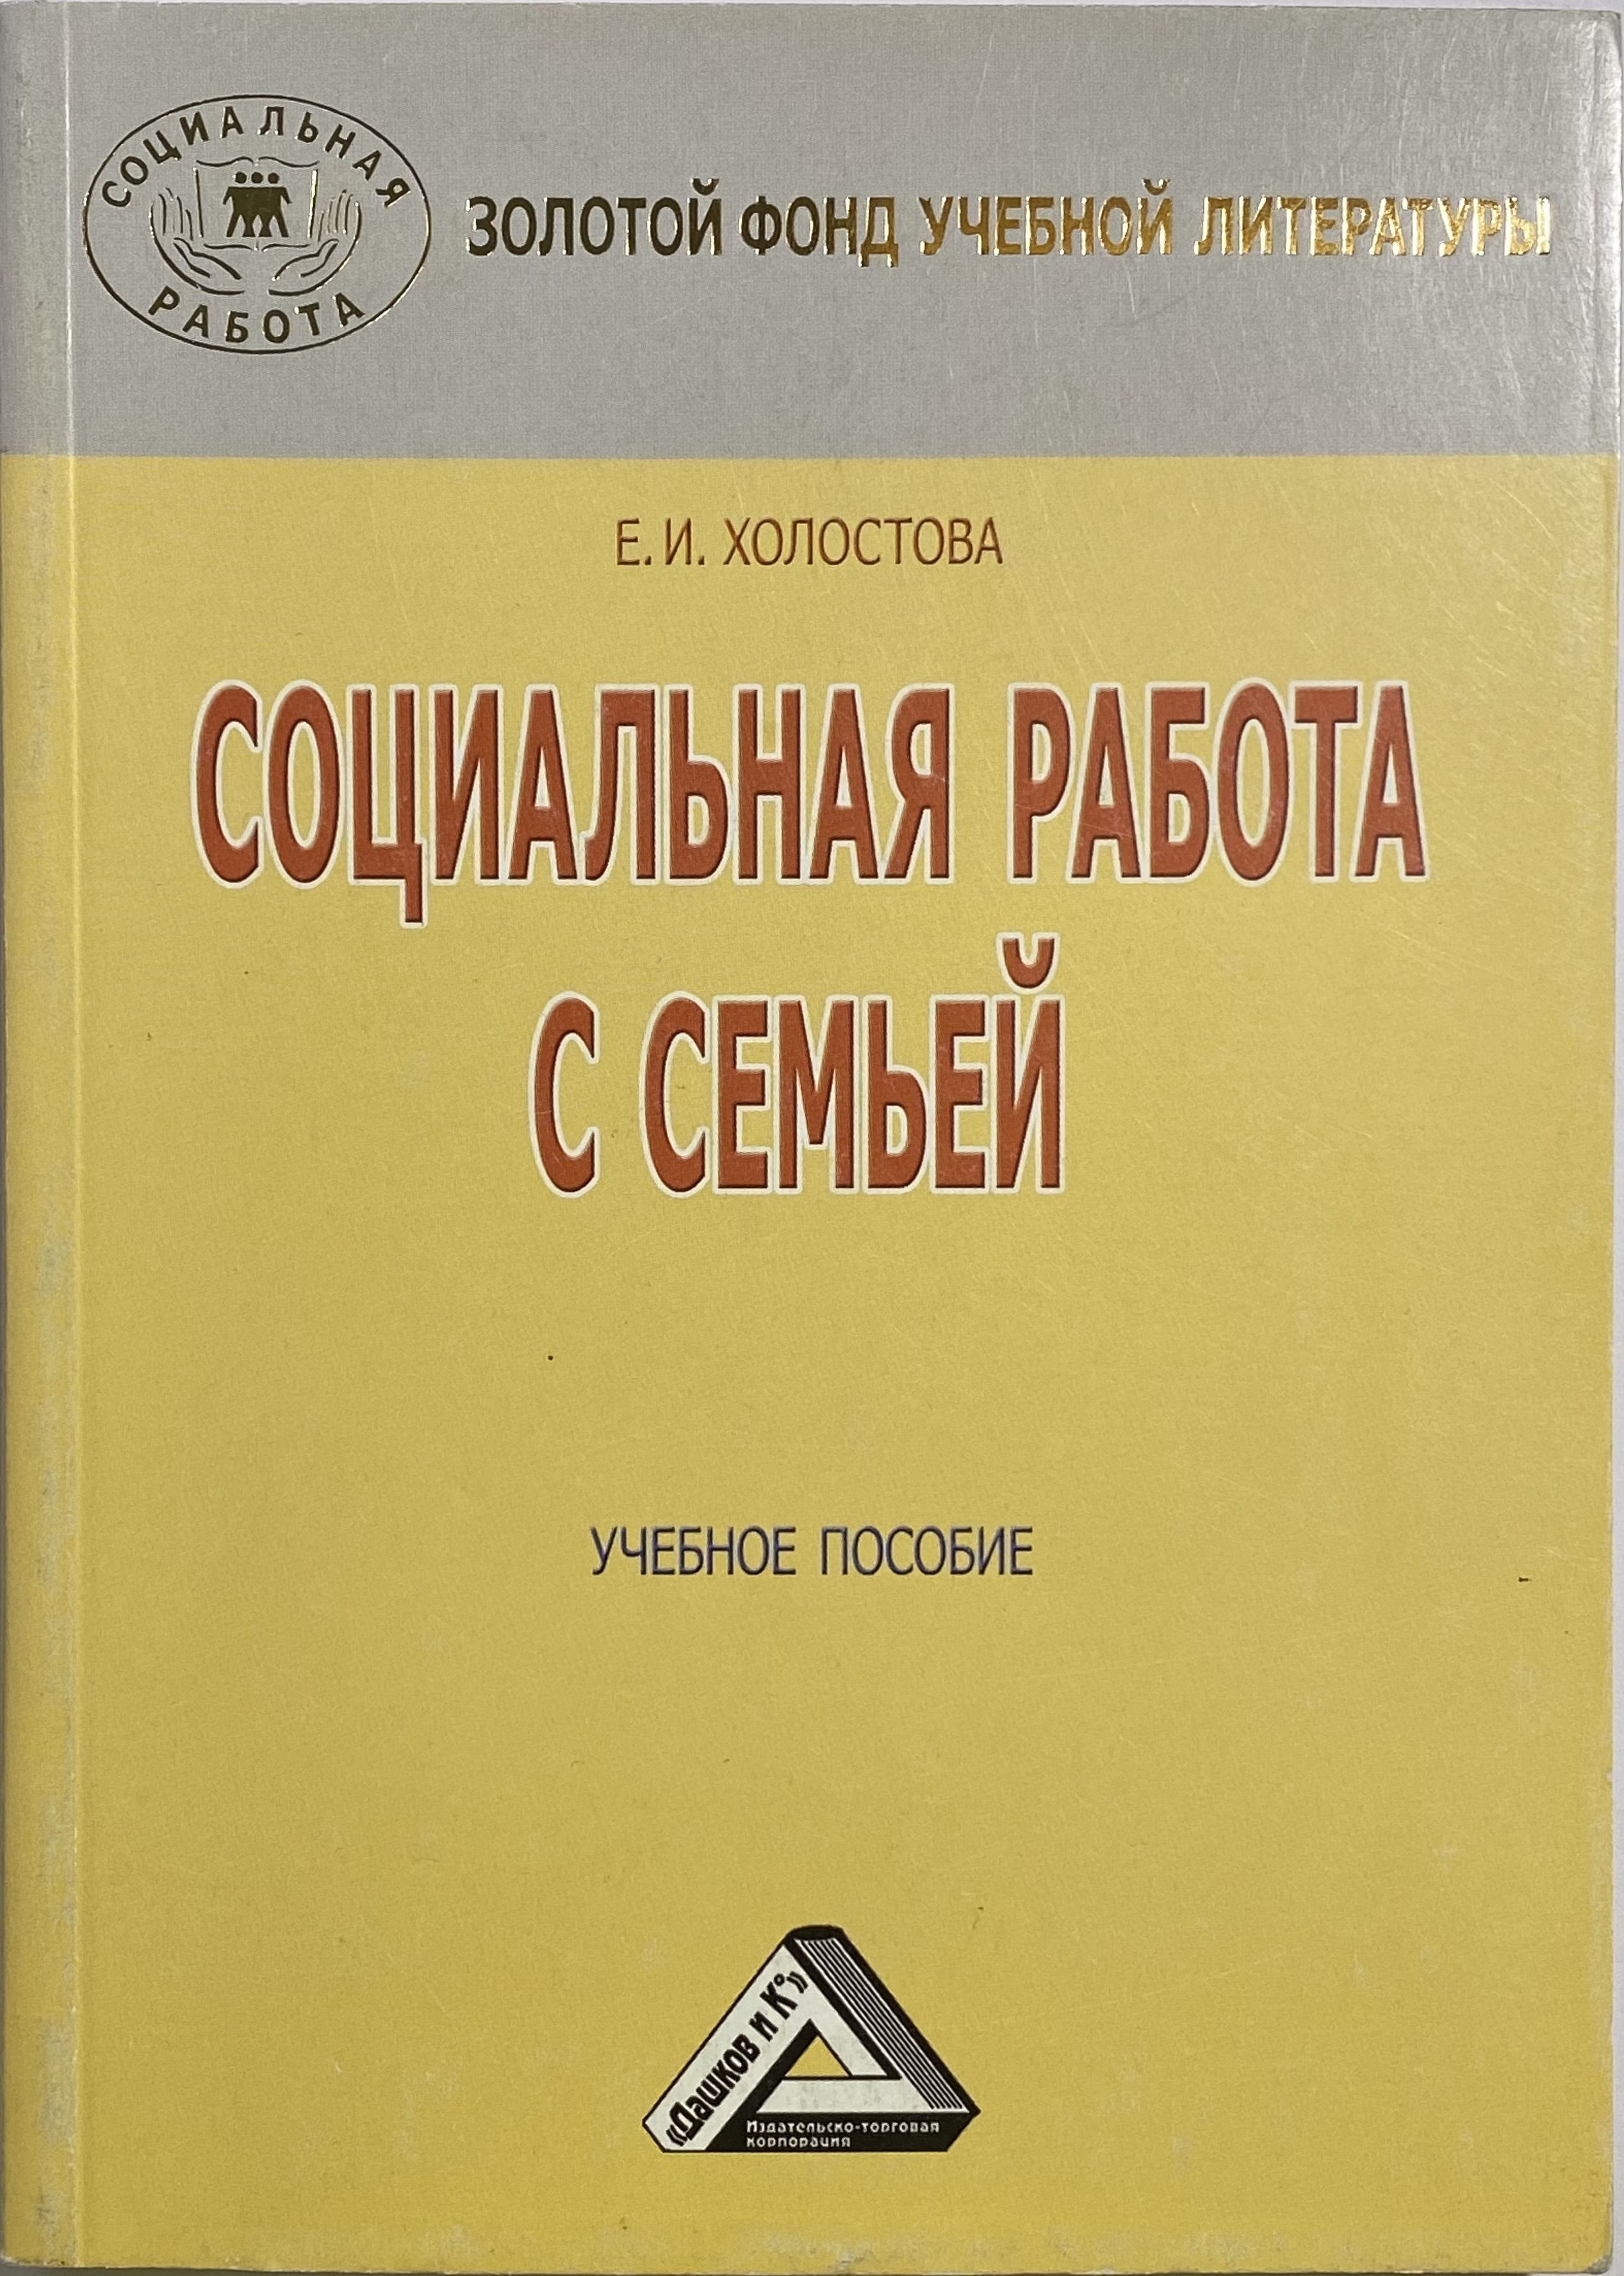 СОЦИАЛЬНАЯ
РАБОТА
ЗОЛОТОЙ ФОНД УЧЕБНОЙ ЛИТЕРАТУРЫ
Е. И. ХОЛОСТОВА
СОЦИАЛЬНАЯ РАБОТА
С СЕМЬЕЙ
УЧЕБНОЕ ПОСОБИЕ
«Дашков и К°»
Издательско-торговая
корпорация